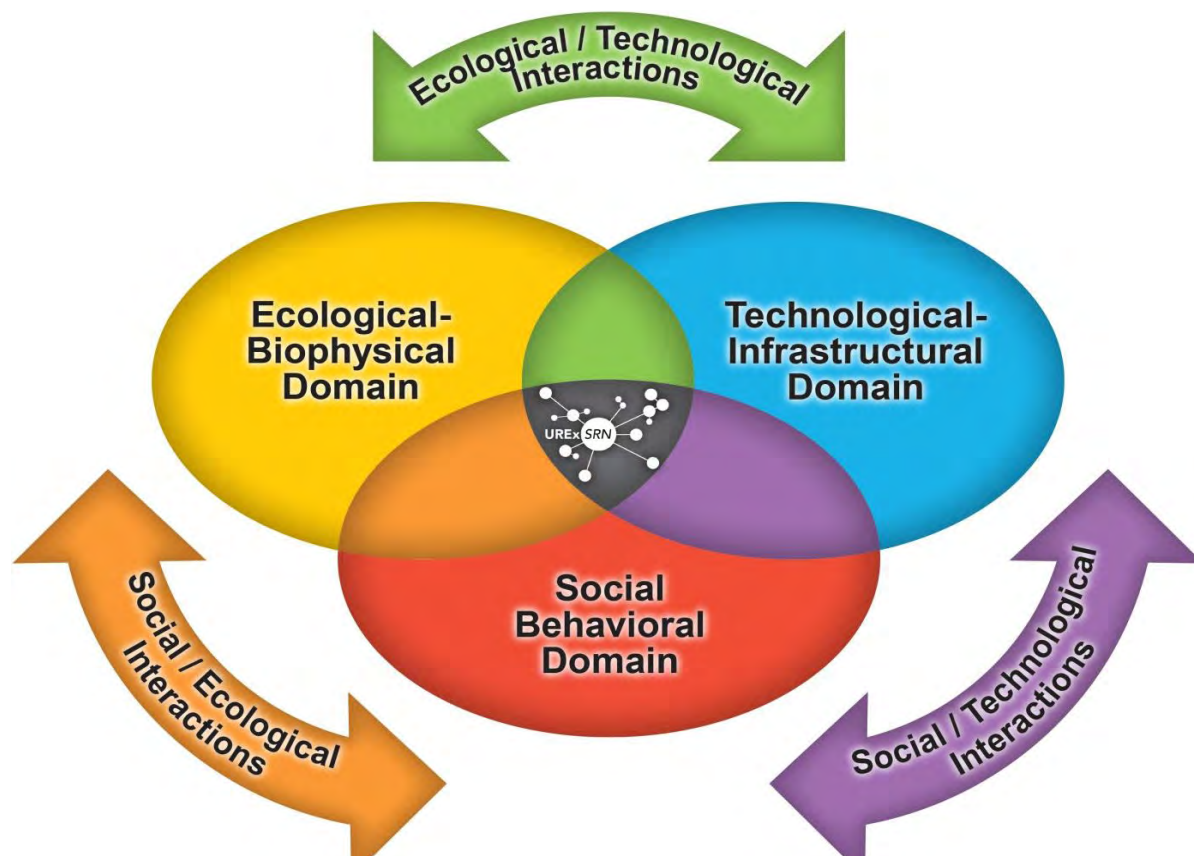 Ecological / Technological
Interactions
Ecological-
Biophysical
Domain
Technological-
Infrastructural
Domain
UREx SRN
Social
Behavioral
Domain
Social / Ecological
Interactions
Social / Technological
Interactions